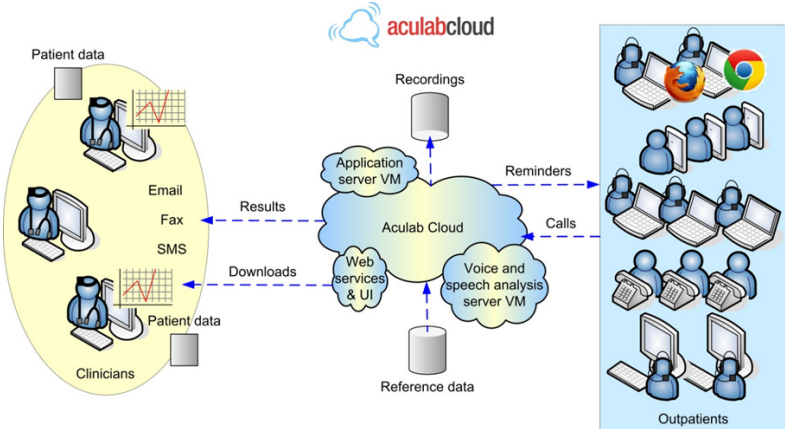 aculabcloud
Patient data
Email
Fax
SMS
Patient data
Clinicians
Results
Downloads
Recordings
Application
server VM
Aculab Cloud
Web
services
& UI
Voice and
speech analysis
server VM
Reference data
Reminders
Calls
Outpatients